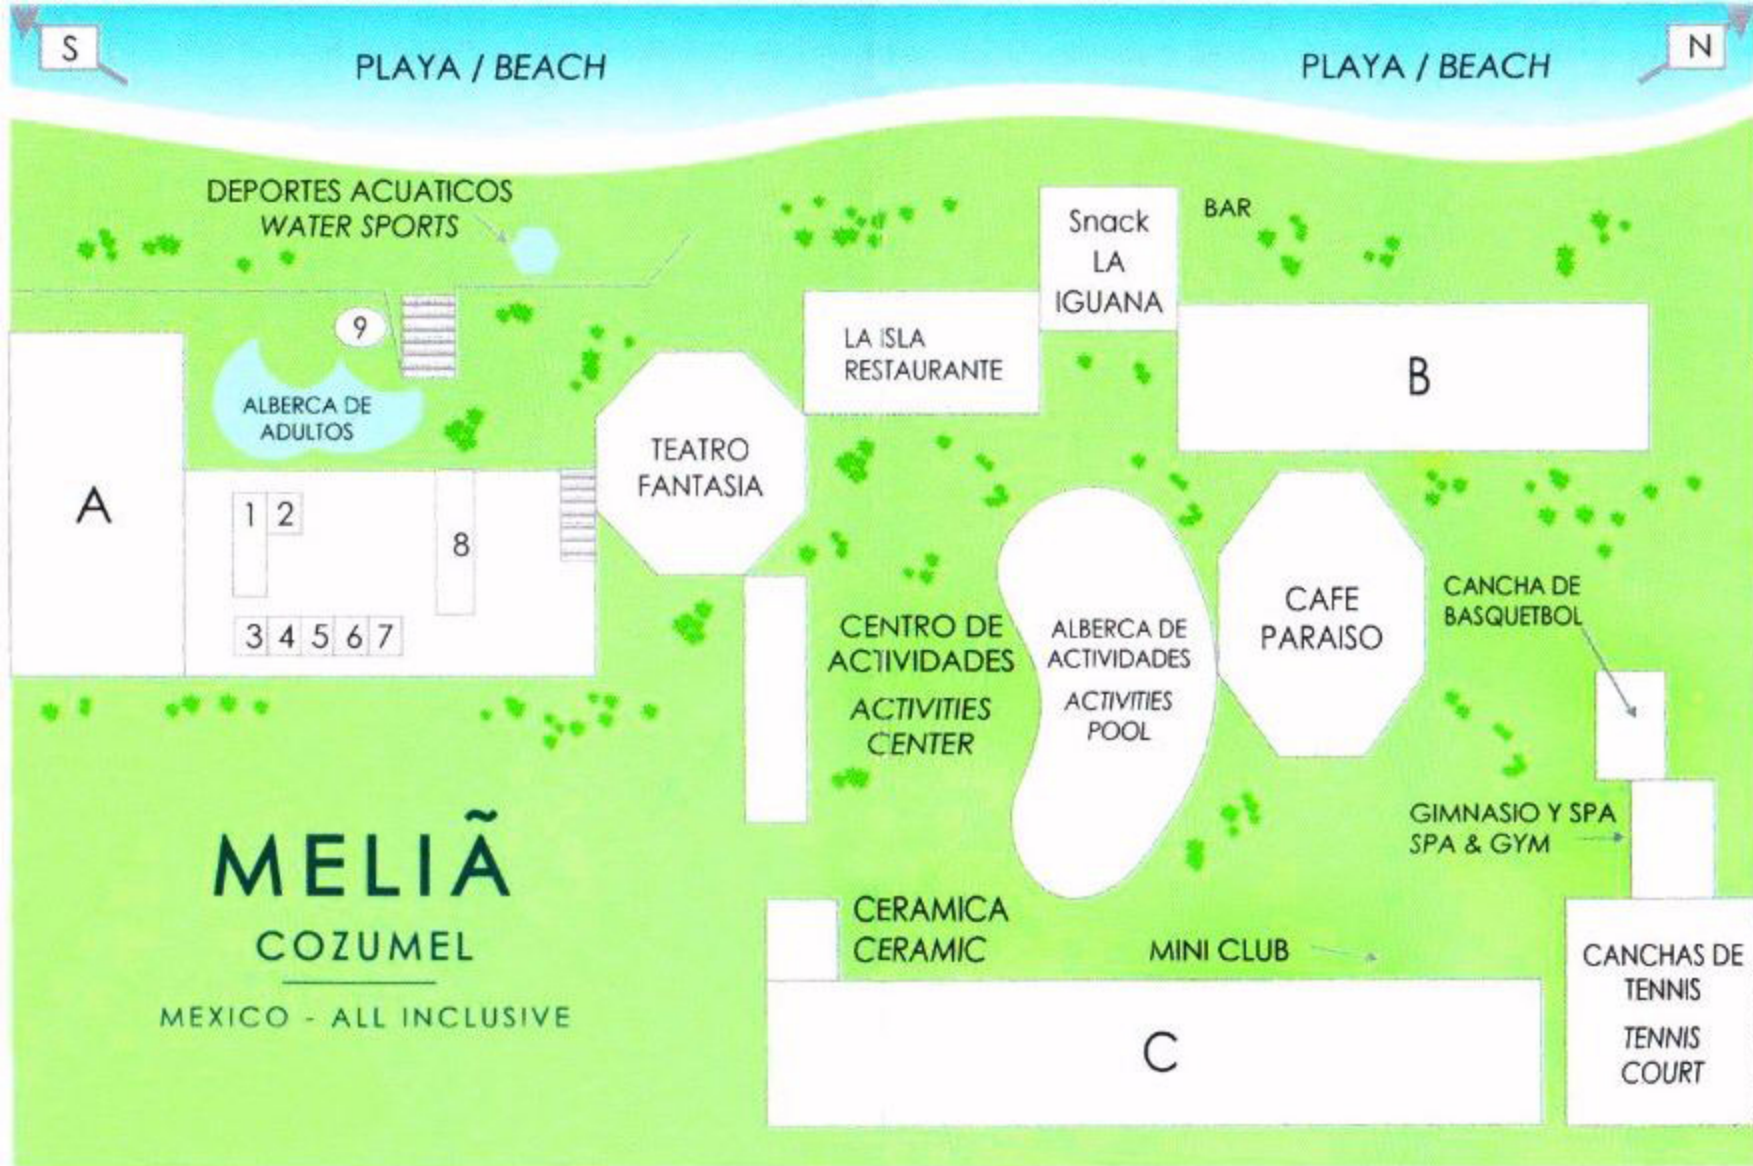 S
PLAYA / BEACH
PLAYA / BEACH
N
DEPORTES ACUATICOS
WATER SPORTS
Snack
LA
IGUANA
BAR
9
LA ISLA
RESTAURANTE
B
ALBERCA DE
ADULTOS
TEATRO
FANTASIA
A
1 2
8
3 4 5 6 7
CENTRO DE
ACTIVIDADES
ACTIVITIES
CENTER
ALBERCA DE
ACTIVIDADES
ACTIVITIES
POOL
CAFE
PARAISO
CANCHA DE
BASQUETBOL
GIMNASIO Y SPA
SPA & GYM
MELIÃ
COZUMEL
MEXICO - ALL INCLUSIVE
CERAMICA
CERAMIC
MINI CLUB
C
CANCHAS DE
TENNIS
TENNIS
COURT